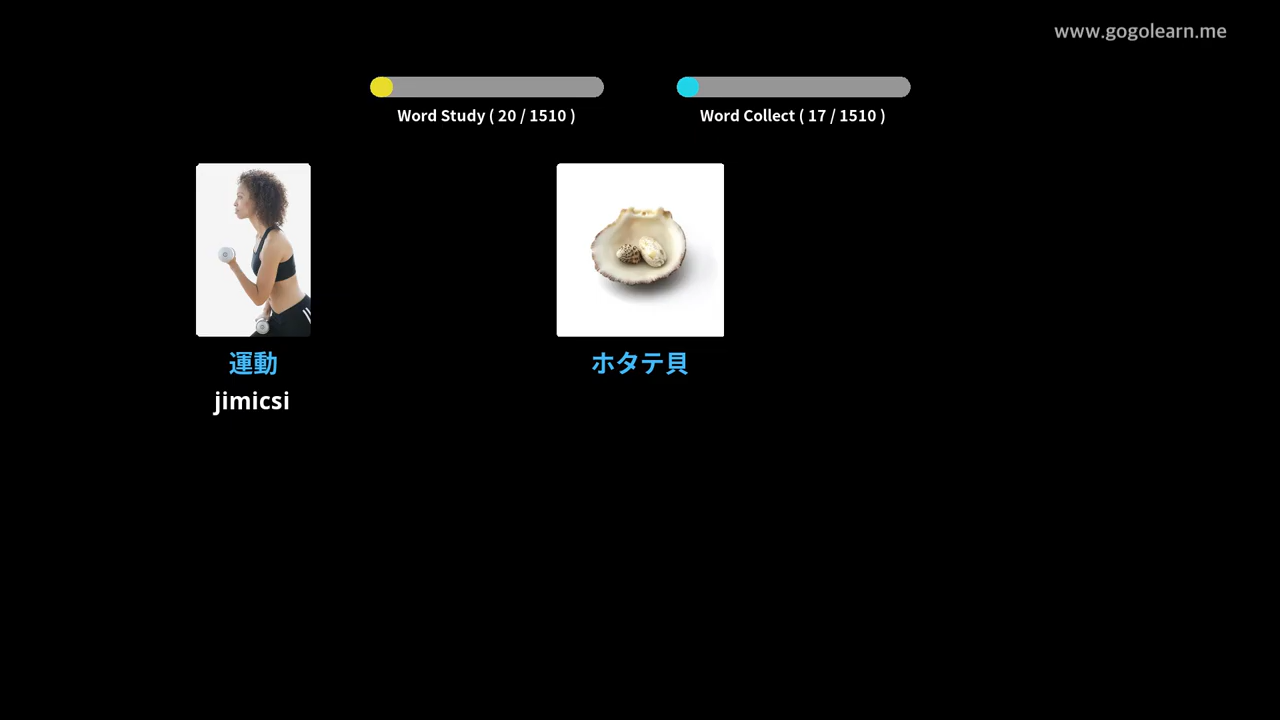 www.gogolearn.me
Word Study ( 20 / 1510 )
Word Collect ( 17 / 1510 )
運動
jimicsi
ホタテ貝